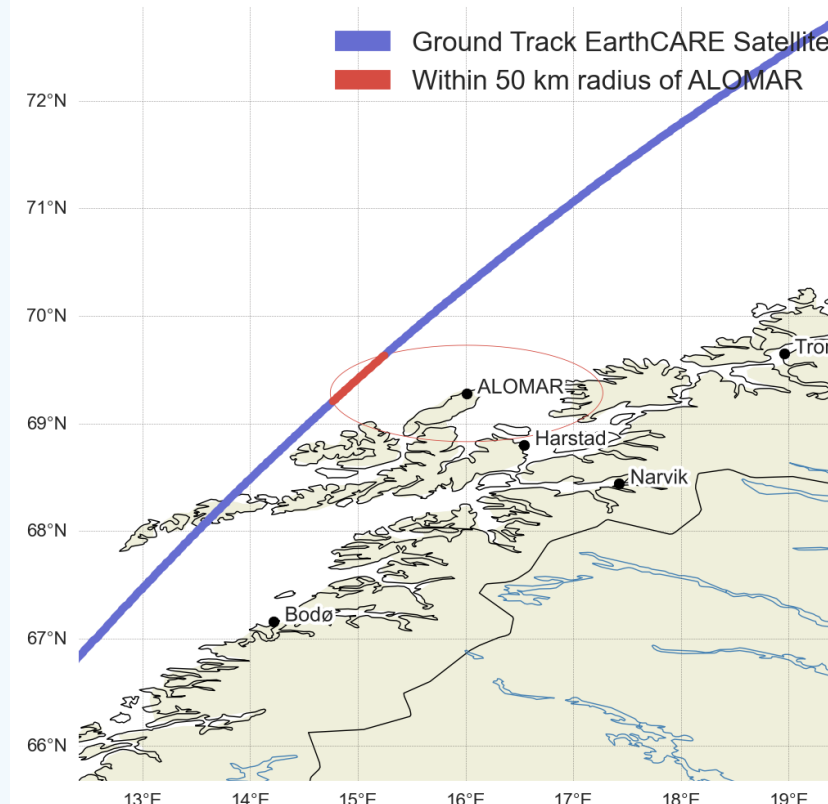 Ground Track EarthCARE Satellite
Within 50 km radius of ALOMAR
72°N
71°N
70°N
Tror
ALOMAR
69°N
Harstad
Narvik
68°N
Bodø
67°N
66°N
13°E 14°E 15°E 16°E 17°E 18°E 19°E